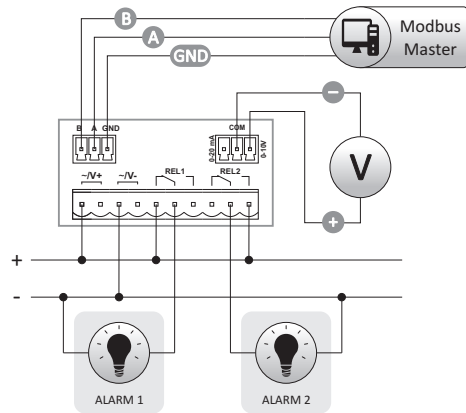 B
A
GND
Modbus
Master
B A GND
0-20 mA
COM
0-10V
−
V
+
~/V+
~/V-
REL1
REL2
+
-
ALARM 1
ALARM 2